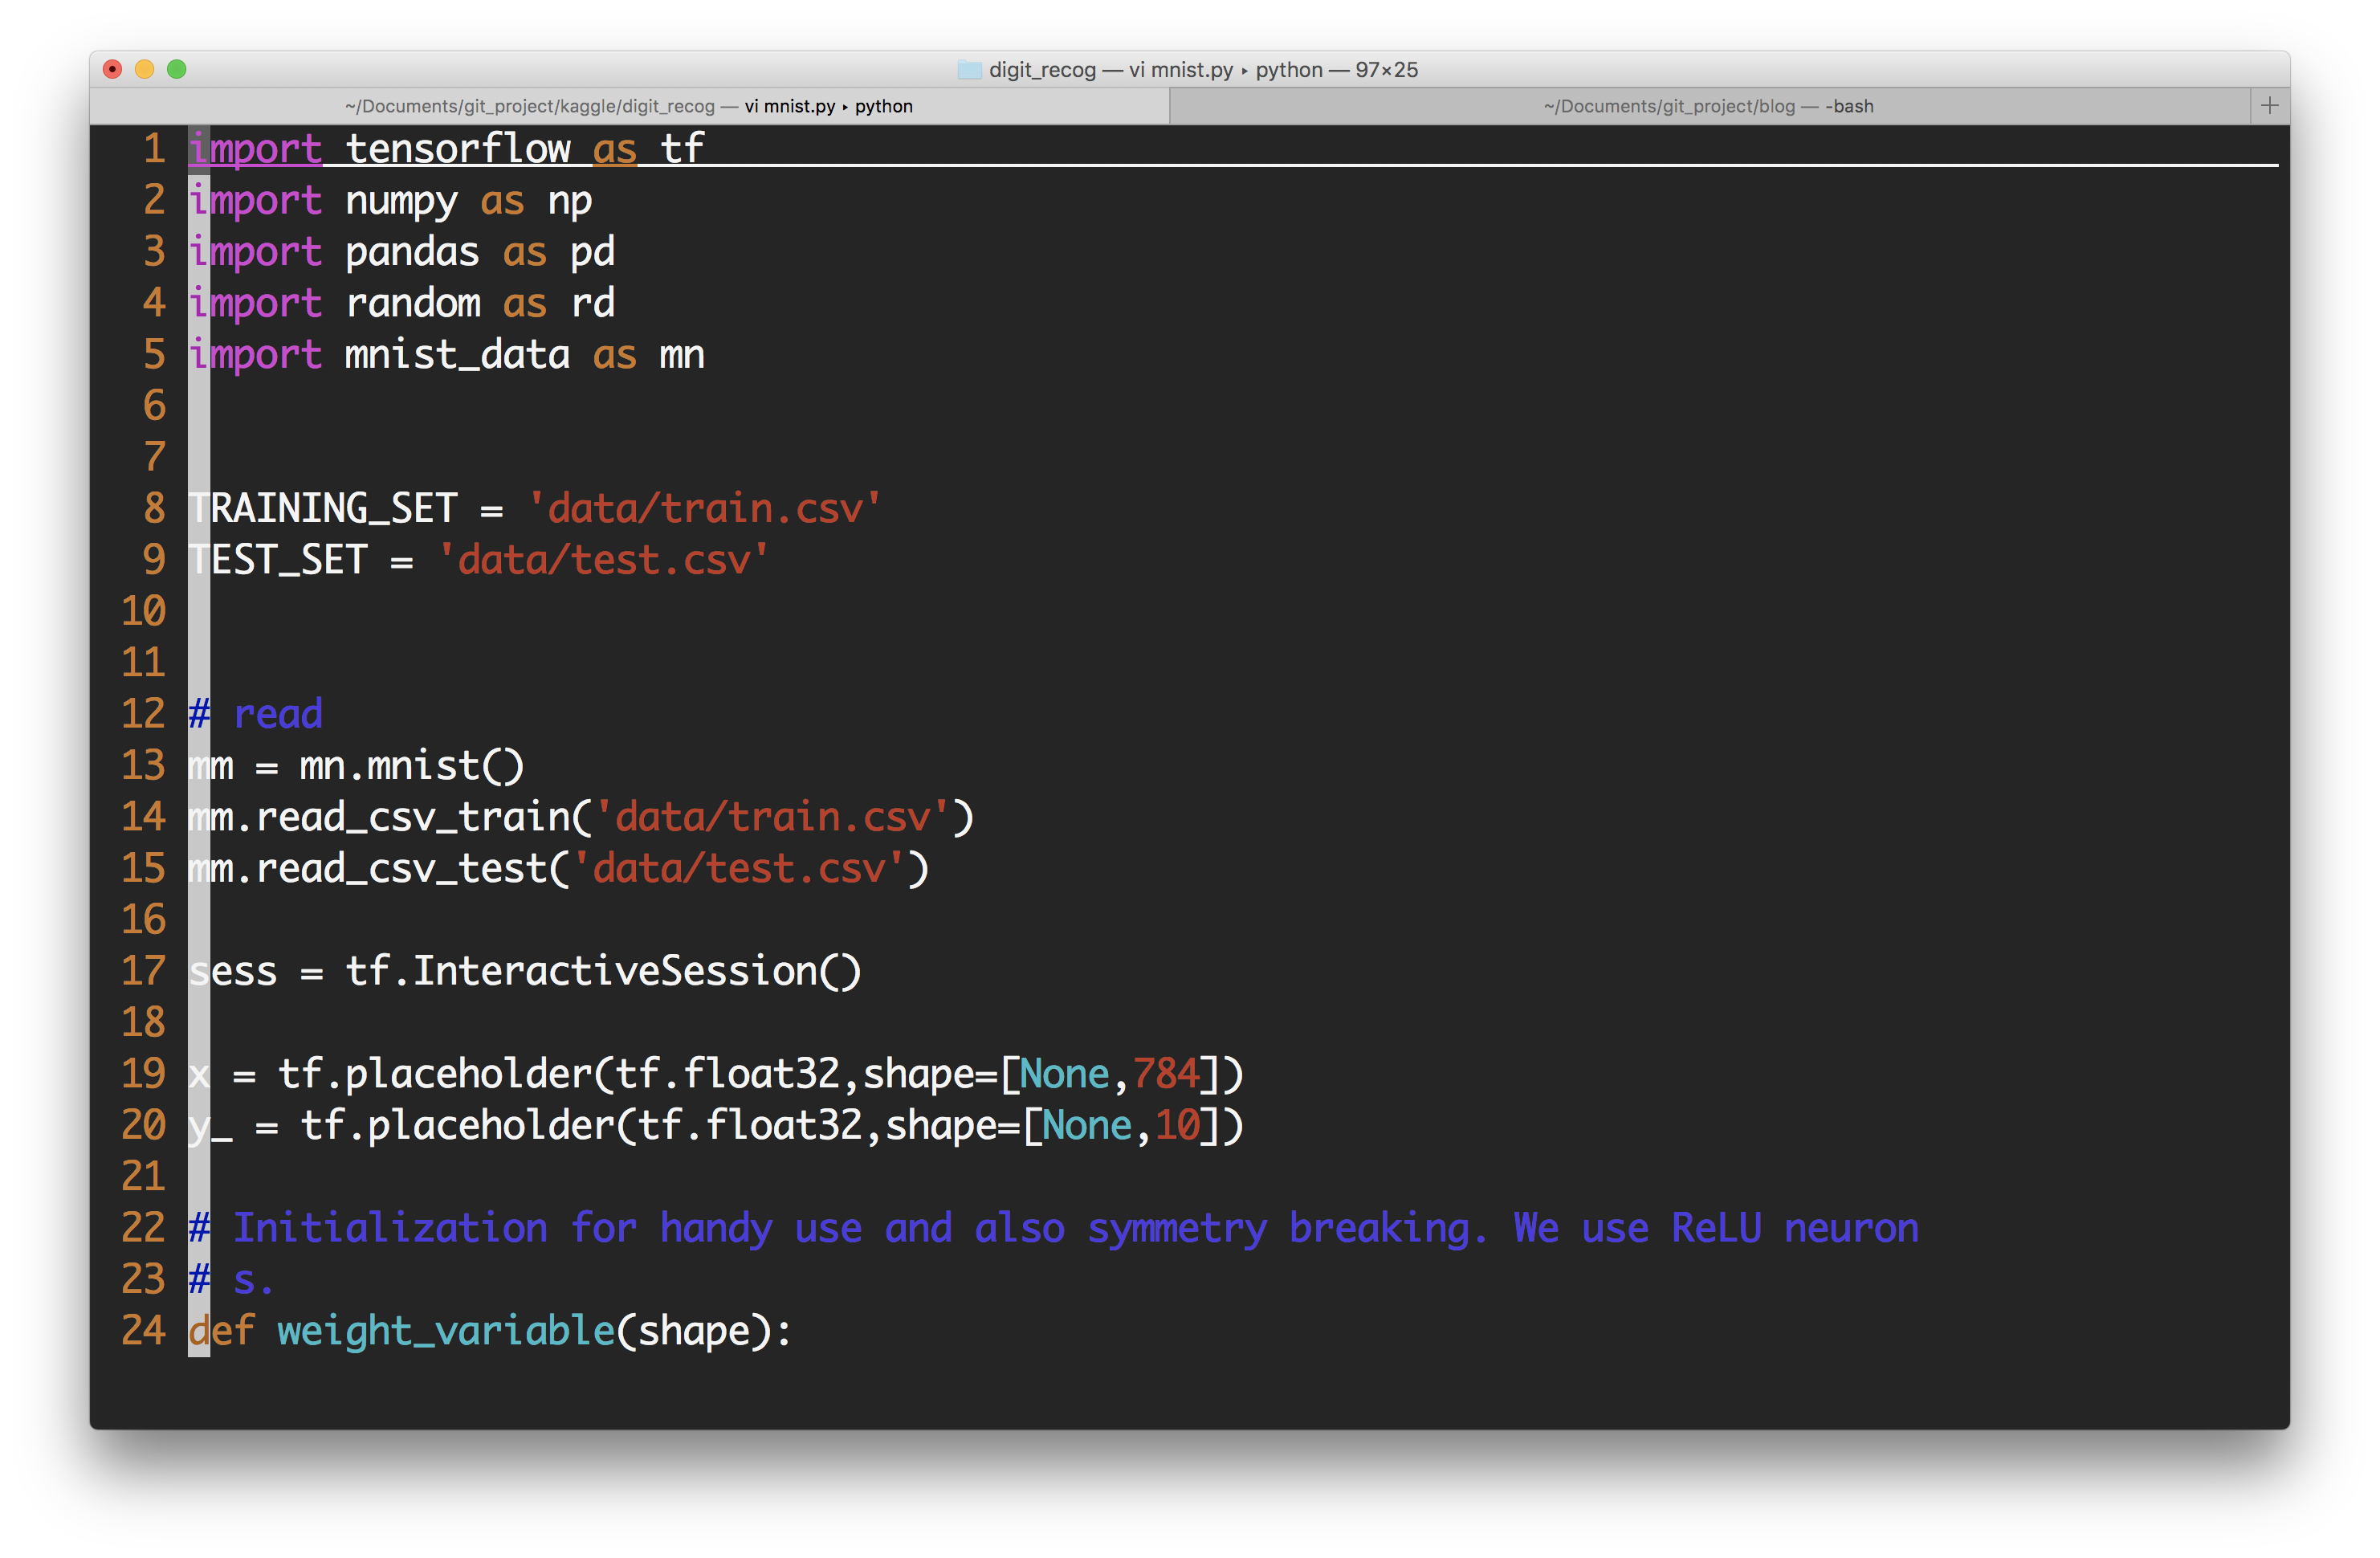 digit_recog — vi mnist.py ▸ python — 97×25
~/Documents/git_project/kaggle/digit_recog — vi mnist.py ▸ python
~/Documents/git_project/blog — -bash
1 import tensorflow as tf
2 import numpy as np
3 import pandas as pd
4 import random as rd
5 import mnist_data as mn
6
7
8 TRAINING_SET = 'data/train.csv'
9 TEST_SET = 'data/test.csv'
10
11
12 # read
13 mm = mn.mnist()
14 mm.read_csv_train('data/train.csv')
15 mm.read_csv_test('data/test.csv')
16
17 sess = tf.InteractiveSession()
18
19 x = tf.placeholder(tf.float32,shape=[None,784])
20 y_ = tf.placeholder(tf.float32,shape=[None,10])
21
22 # Initialization for handy use and also symmetry breaking. We use ReLU neuron
23 # s.
24 def weight_variable(shape):